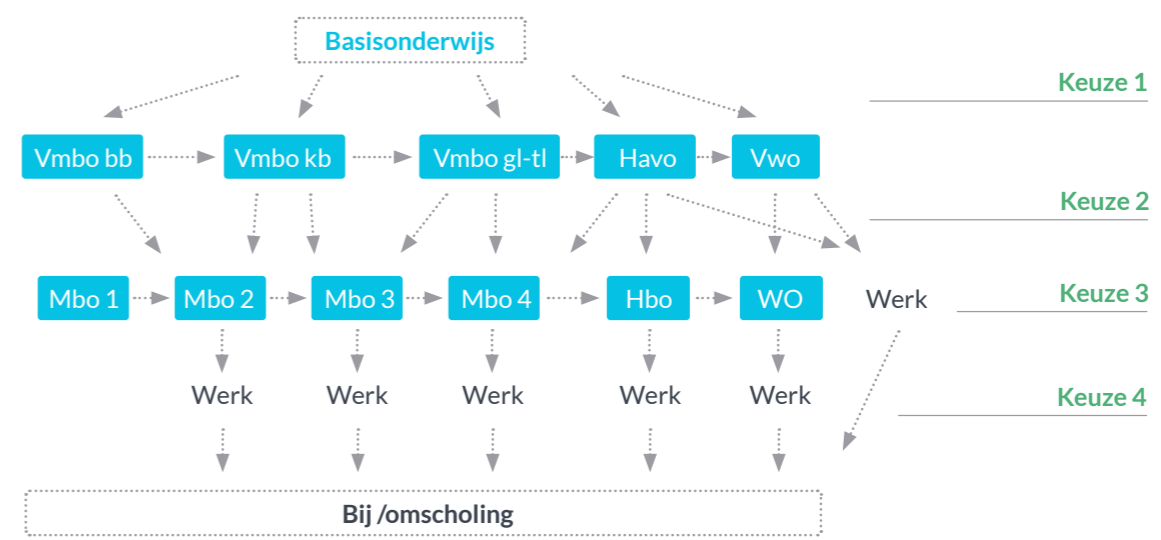 Basisonderwijs
Keuze 1
Vmbo bb Vmbo kb Vmbo gl-tl Havo Vwo
Keuze 2
Mbo 1 Mbo 2 Mbo 3 Mbo 4 Hbo WO Werk
Keuze 3
Werk Werk Werk Werk Werk
Keuze 4
Bij /omscholing